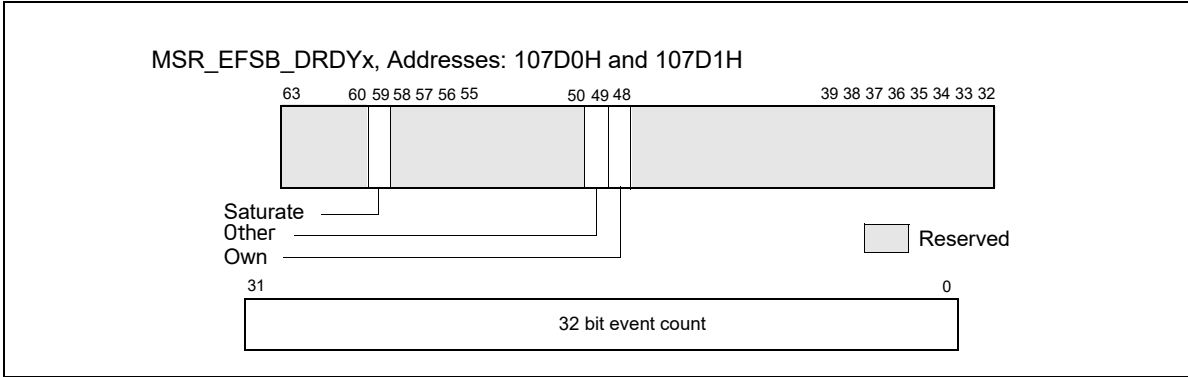 MSR_EFSB_DRDYx, Addresses: 107D0H and 107D1H
63 60 59 58 57 56 55 50 49 48 39 38 37 36 35 34 33 32
Saturate
Other
Own
Reserved
31 0
32 bit event count